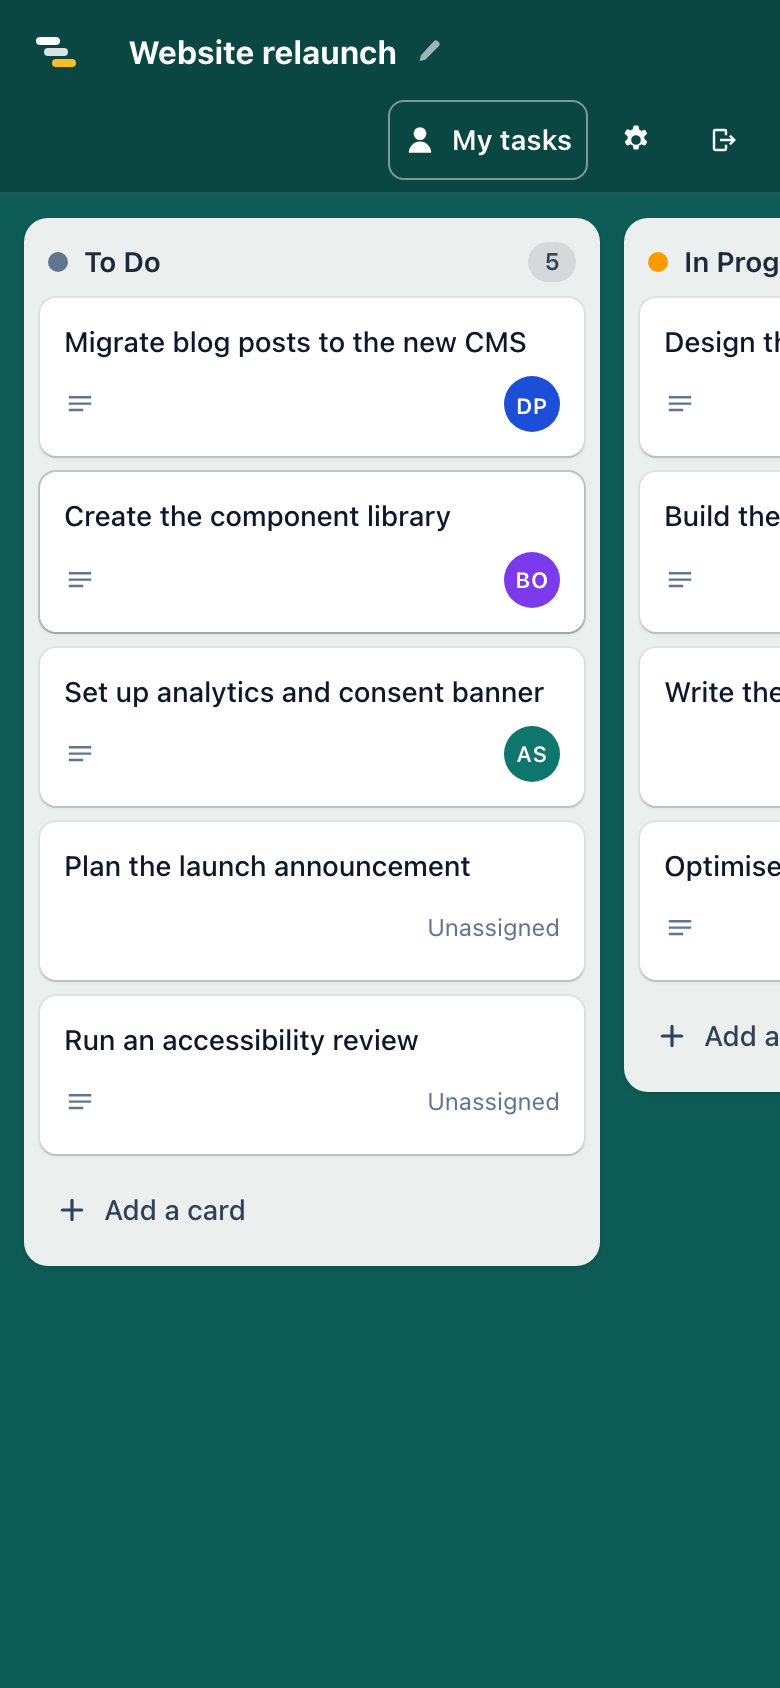 Website relaunch
My tasks
To Do
5
Migrate blog posts to the new CMS
DP
Create the component library
BO
Set up analytics and consent banner
AS
Plan the launch announcement
Unassigned
Run an accessibility review
Unassigned
Add a card
In Prog
Design th
Build the
Write the
Optimise
Add a